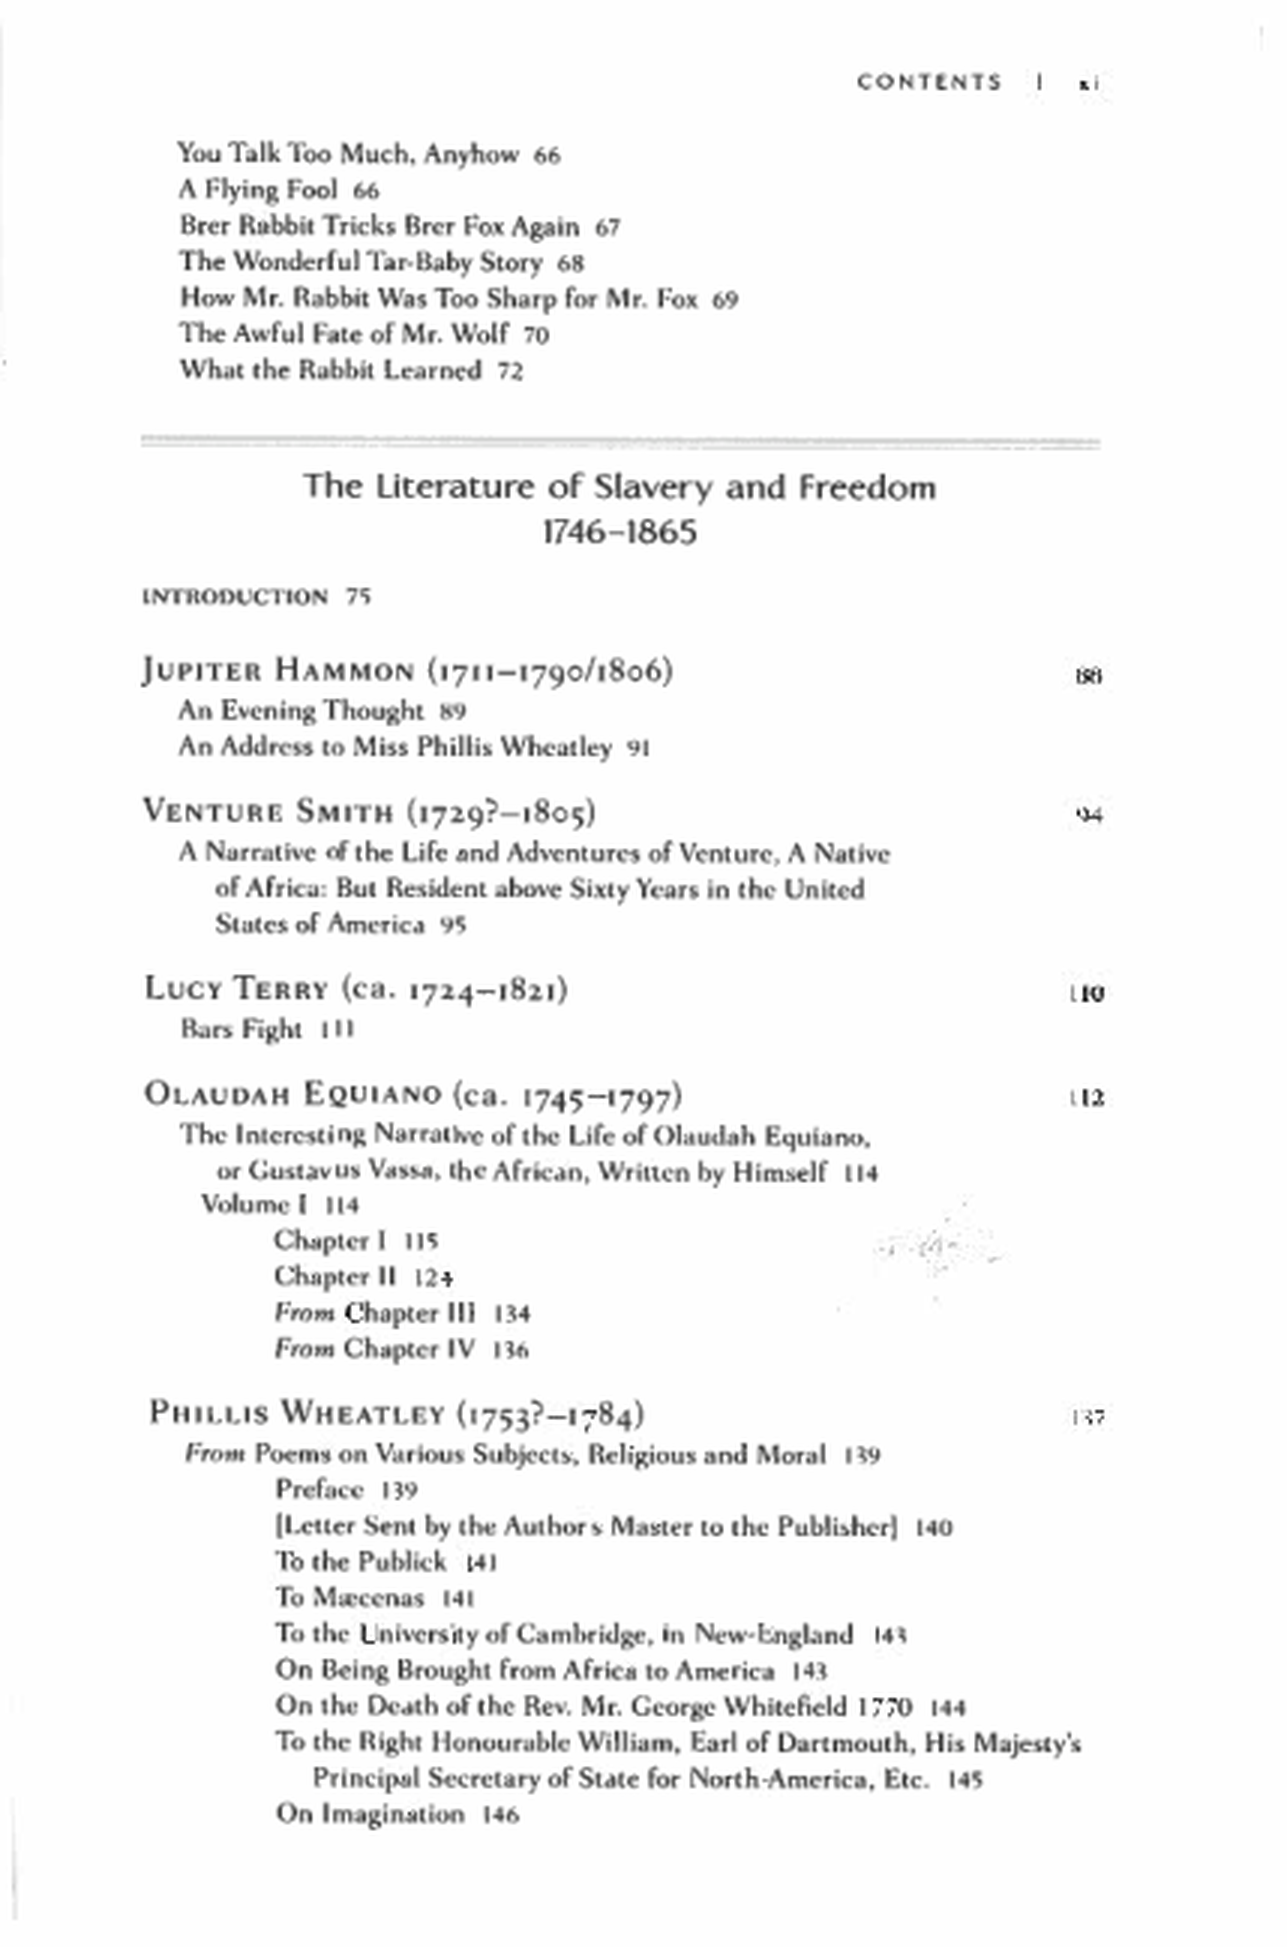 CONTENTS | xi
You Talk Too Much, Anyhow 66
A Flying Fool 66
Brer Rabbit Tricks Brer Fox Again 67
The Wonderful Tar-Baby Story 68
How Mr. Rabbit Was Too Sharp for Mr. Fox 69
The Awful Fate of Mr. Wolf 70
What the Rabbit Learned 72
The Literature of Slavery and Freedom
1746–1865
INTRODUCTION 75
JUPITER HAMMON (1711–1790/1806) 88
An Evening Thought 89
An Address to Miss Phillis Wheatley 91
VENTURE SMITH (1729?–1805) 94
A Narrative of the Life and Adventures of Venture, A Native
of Africa: But Resident above Sixty Years in the United
States of America 95
LUCY TERRY (ca. 1724–1821) 110
Bars Fight 111
OLAUDAH EQUIANO (ca. 1745–1797) 112
The Interesting Narrative of the Life of Olaudah Equiano,
or Gustavus Vassa, the African, Written by Himself 114
Volume I 114
Chapter I 115
Chapter II 124
From Chapter III 134
From Chapter IV 136
PHILLIS WHEATLEY (1753?–1784) 137
From Poems on Various Subjects, Religious and Moral 139
Preface 139
[Letter Sent by the Author's Master to the Publisher] 140
To the Publick 141
To Mæcenas 141
To the University of Cambridge, in New-England 143
On Being Brought from Africa to America 143
On the Death of the Rev. Mr. George Whitefield 1770 144
To the Right Honourable William, Earl of Dartmouth, His Majesty's
Principal Secretary of State for North-America, Etc. 145
On Imagination 146